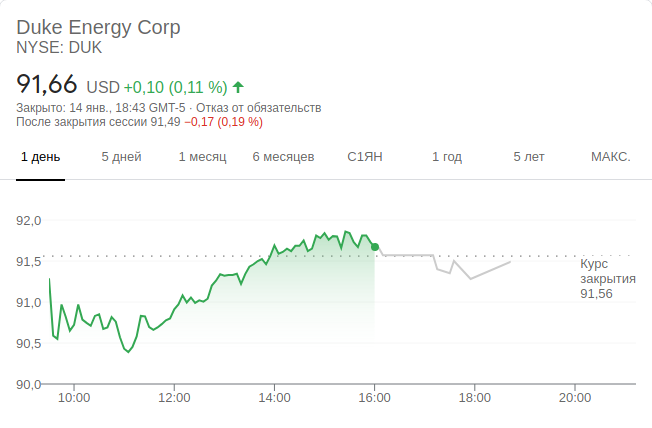 Duke Energy Corp
NYSE: DUK
91,66 USD +0,10 (0,11 %)
Закрыто: 14 янв., 18:43 GMT-5 · Отказ от обязательств
После закрытия сессии 91,49 −0,17 (0,19 %)
1 день 5 дней 1 месяц 6 месяцев С1ЯН 1 год 5 лет МАКС.
92,0
91,5
Курс
закрытия
91,56
91,0
90,5
90,0
10:00 12:00 14:00 16:00 18:00 20:00